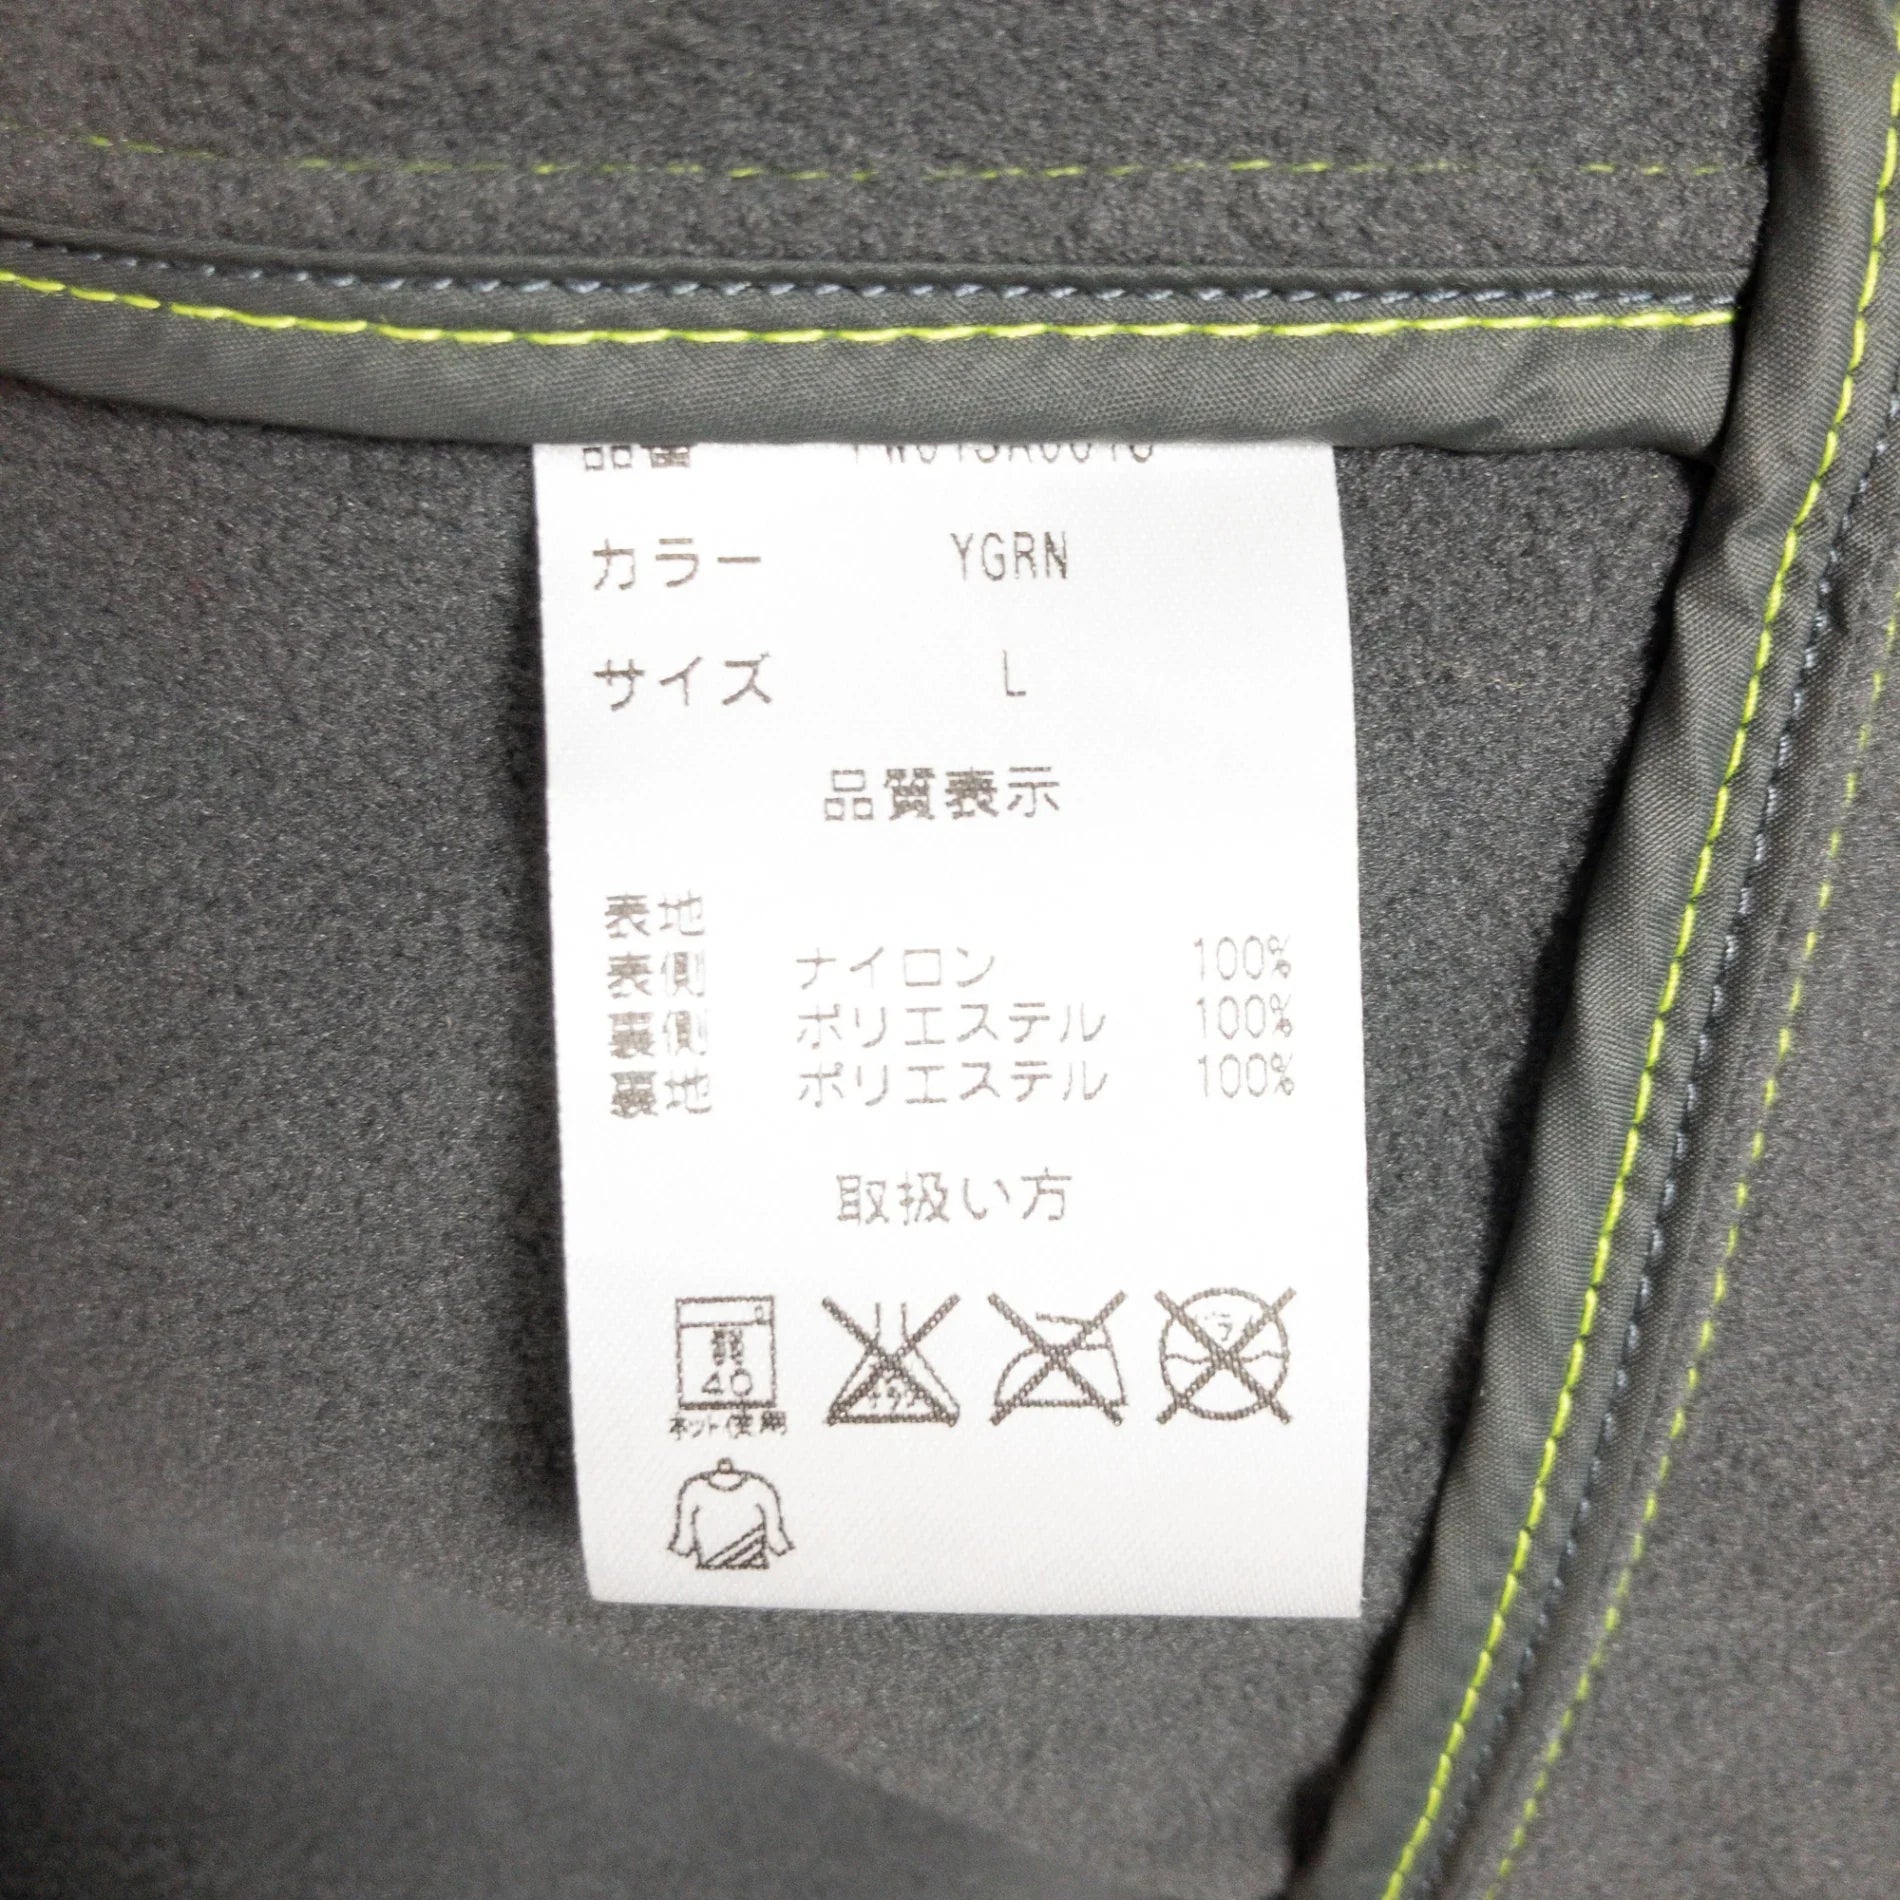 品番
カラー YGRN
サイズ L
品質表示
表地
表側 ナイロン 100%
裏側 ポリエステル 100%
裏地 ポリエステル 100%
取扱い方
弱
40
ネット使用